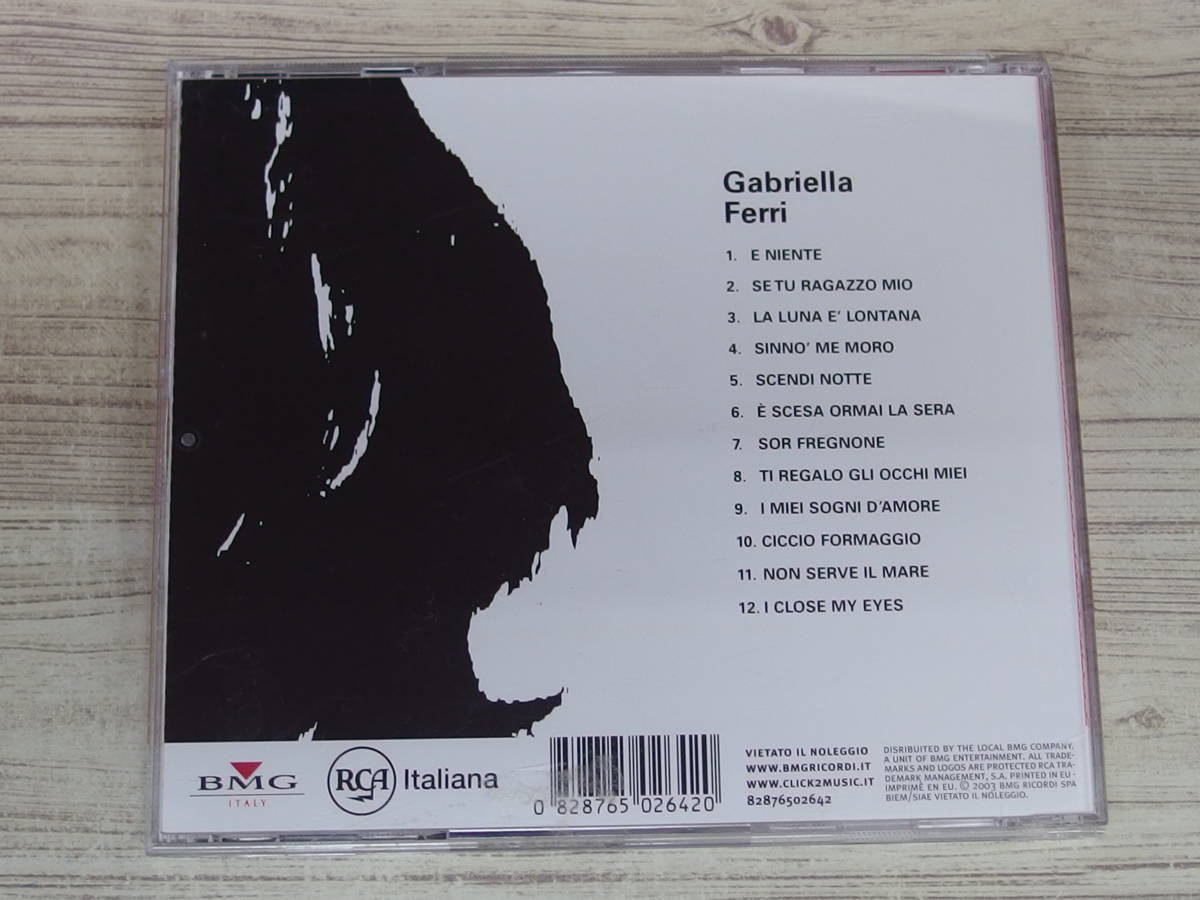 Gabriella
Ferri
1. E NIENTE
2. SE TU RAGAZZO MIO
3. LA LUNA E' LONTANA
4. SINNO' ME MORO
5. SCENDI NOTTE
6. È SCESA ORMAI LA SERA
7. SOR FREGNONE
8. TI REGALO GLI OCCHI MIEI
9. I MIEI SOGNI D'AMORE
10. CICCIO FORMAGGIO
11. NON SERVE IL MARE
12. I CLOSE MY EYES
BMG
ITALY
RCA Italiana
0 828765 026420
VIETATO IL NOLEGGIO
WWW.BMGRICORDI.IT
WWW.CLICK2MUSIC.IT
82876502642
DISRIBUITED BY THE LOCAL BMG COMPANY,
A UNIT OF BMG ENTERTAINMENT. ALL TRADE-
MARKS AND LOGOS ARE PROTECTED RCA TRA-
DEMARK MANAGEMENT, S.A. PRINTED IN EU -
IMPRIMÈ EN EU. © 2003 BMG RICORDI SPA
BIEM/SIAE VIETATO IL NOLEGGIO.